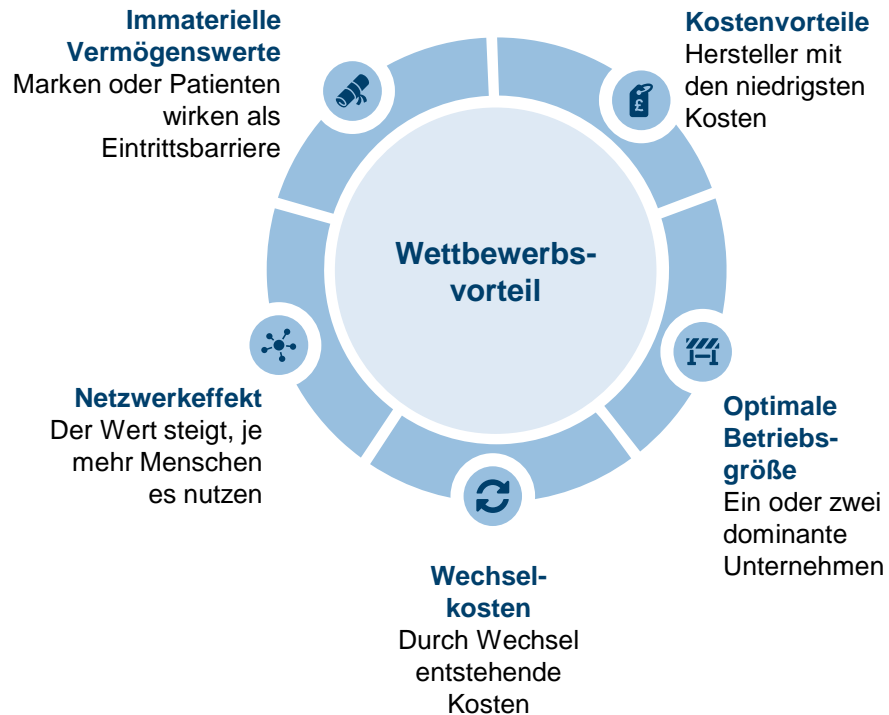 Immaterielle
Vermögenswerte
Marken oder Patienten
wirken als
Eintrittsbarriere
Kostenvorteile
Hersteller mit
den niedrigsten
Kosten
£
Wettbewerbs-
vorteil
Netzwerkeffekt
Der Wert steigt, je
mehr Menschen
es nutzen
Optimale
Betriebs-
größe
Ein oder zwei
dominante
Unternehmen
Wechsel-
kosten
Durch Wechsel
entstehende
Kosten